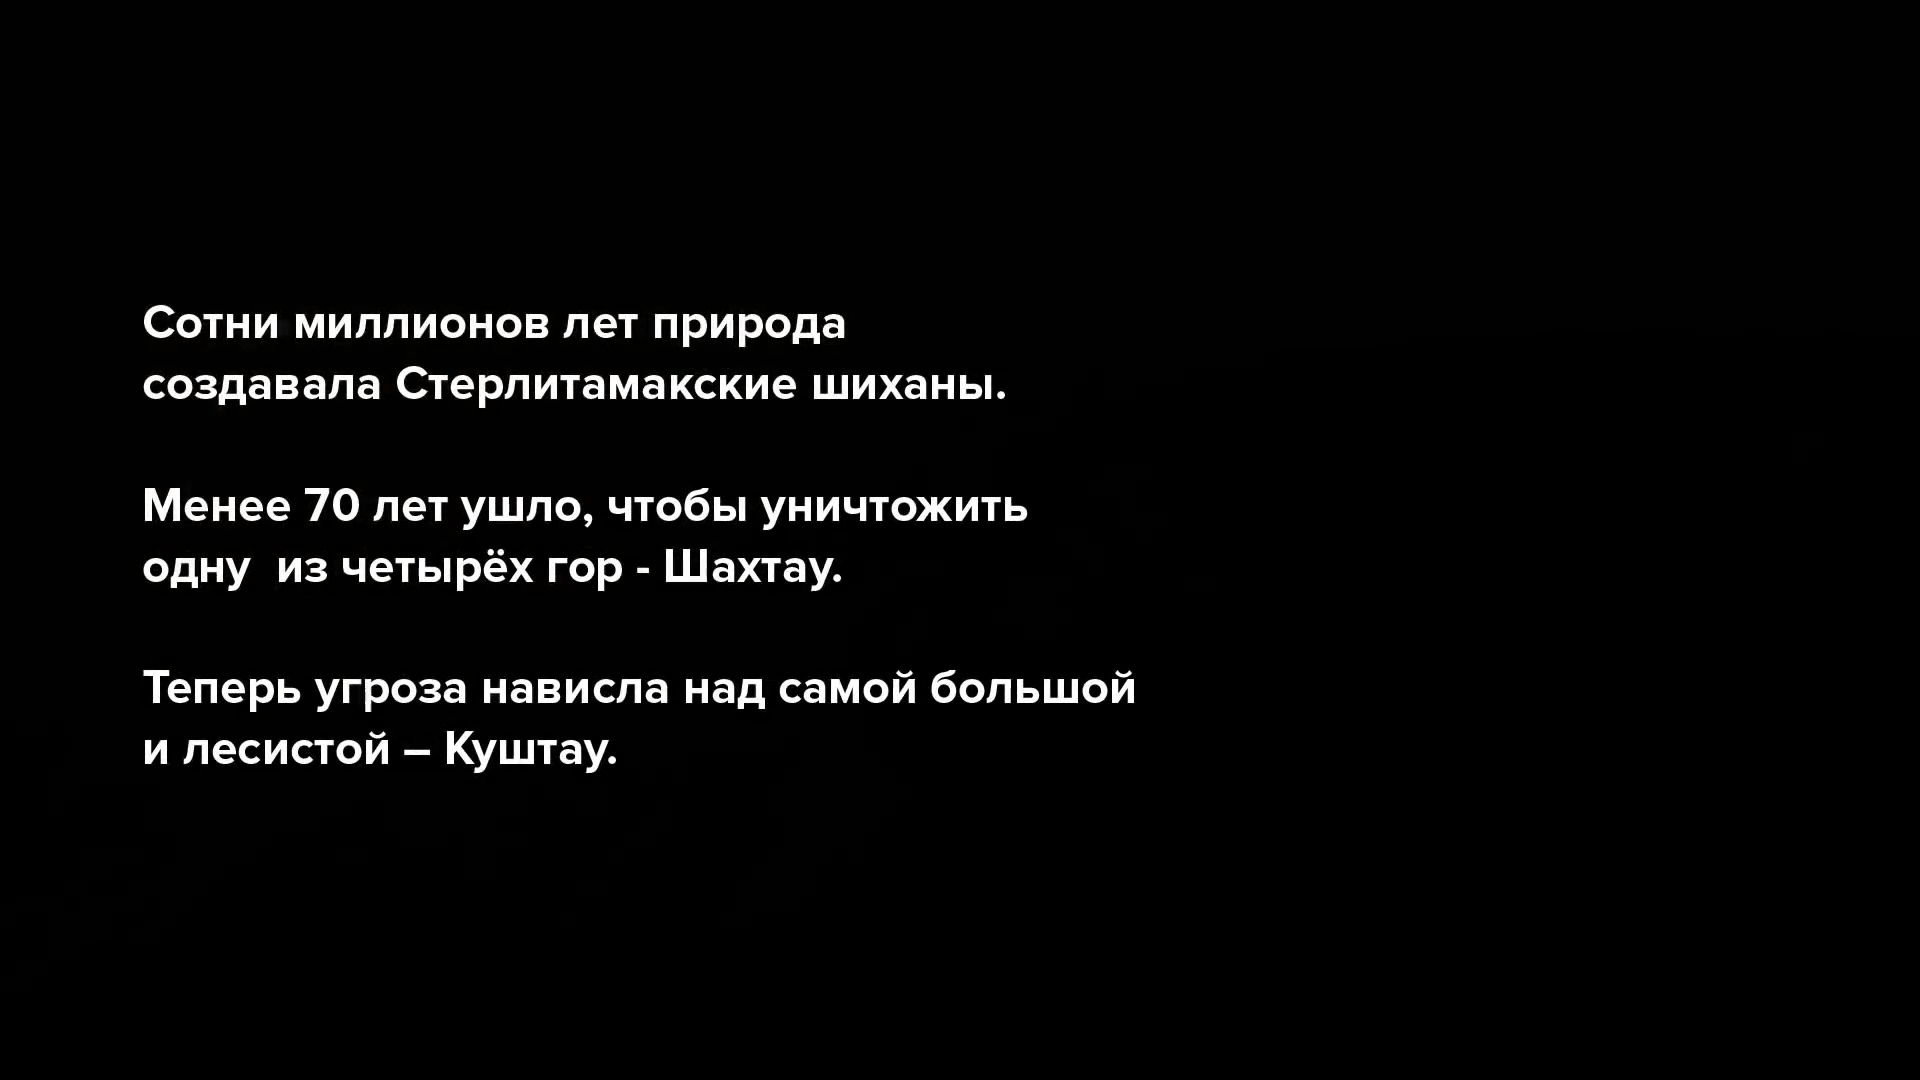 Сотни миллионов лет природа
создавала Стерлитамакские шиханы.
Менее 70 лет ушло, чтобы уничтожить
одну  из четырёх гор - Шахтау.
Теперь угроза нависла над самой большой
и лесистой – Куштау.